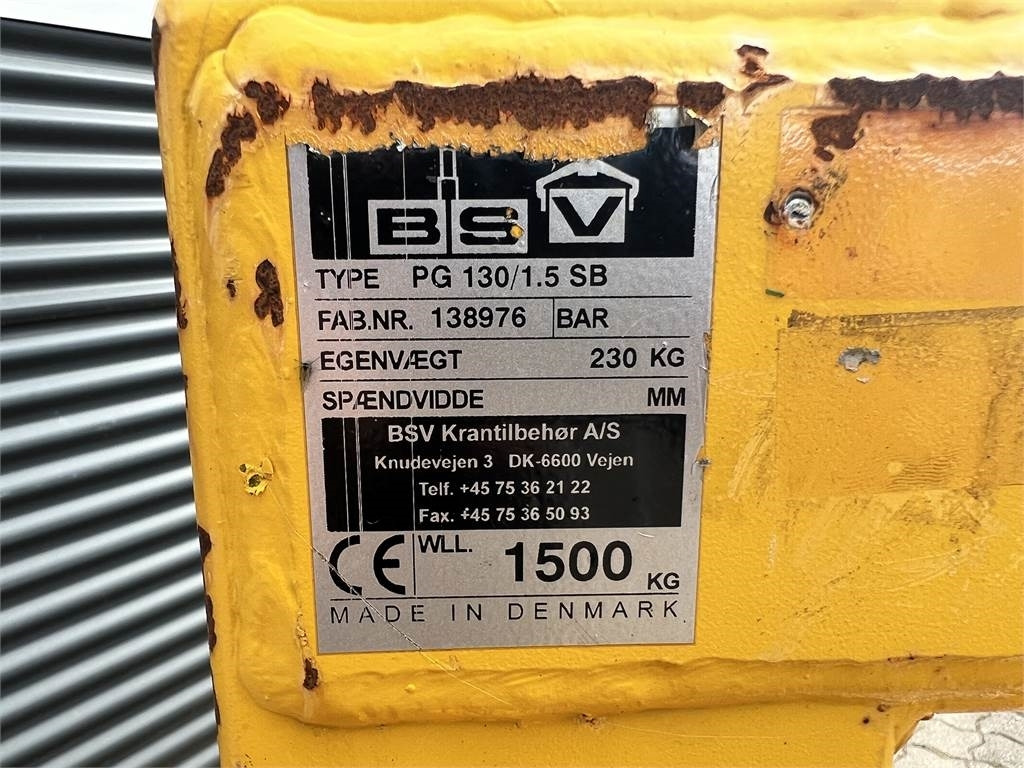 BSV
TYPE PG 130/1.5 SB
FAB.NR. 138976 BAR
EGENVÆGT 230 KG
SPÆNDVIDDE MM
BSV Krantilbehør A/S
Knudevejen 3 DK-6600 Vejen
Telf. +45 75 36 21 22
Fax. +45 75 36 50 93
CE WLL. 1500 KG
MADE IN DENMARK